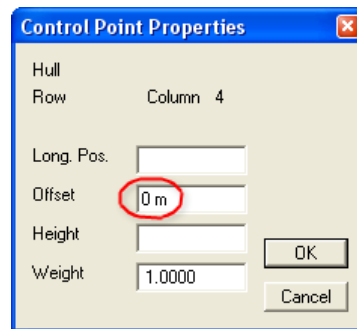 Control Point Properties
Hull
Row Column 4
Long. Pos.
Offset 0 m
Height
Weight 1.0000
OK
Cancel